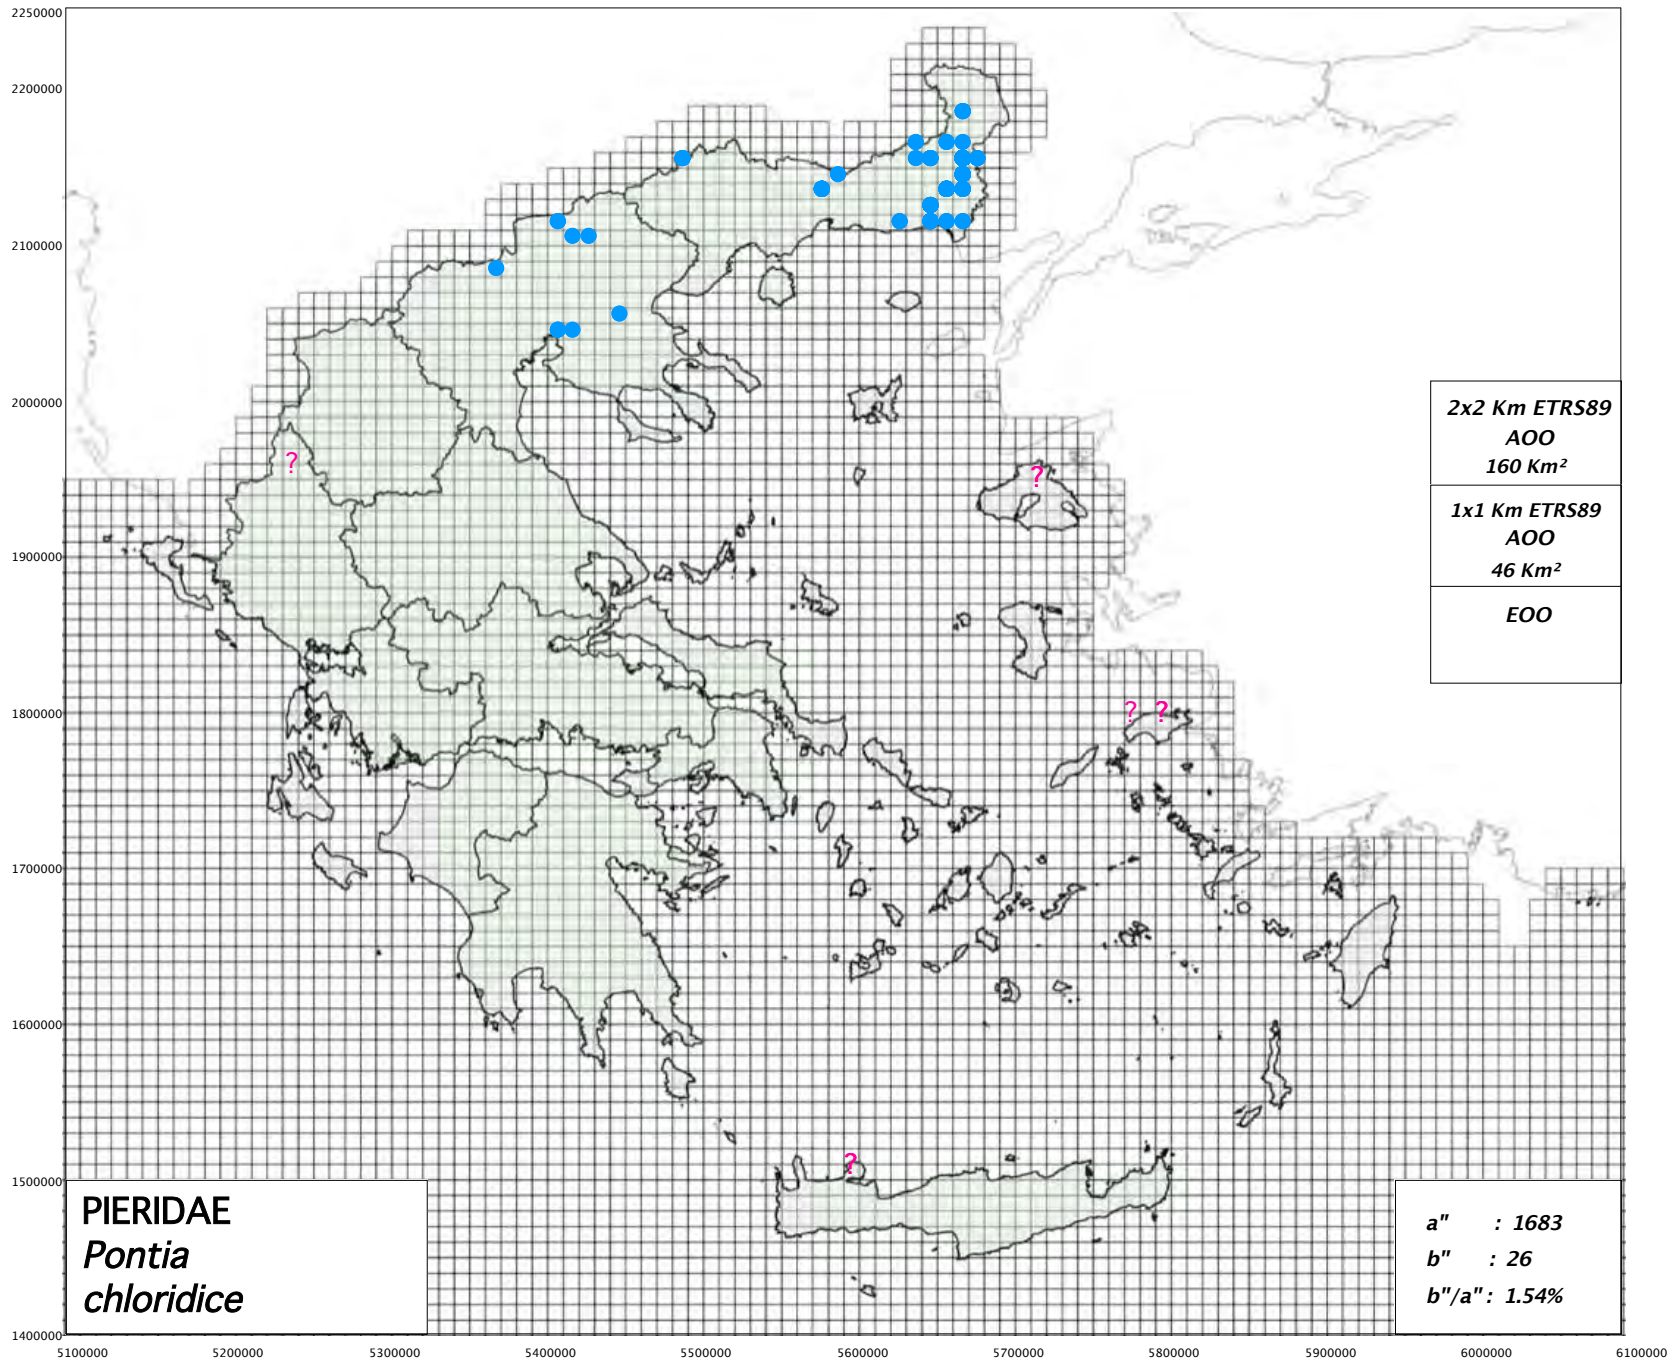 2250000
2200000
2100000
2000000
1900000
1800000
1700000
1600000
1500000
1400000
?
?
? ?
?
2x2 Km ETRS89
AOO
160 Km²
1x1 Km ETRS89
AOO
46 Km²
EOO
PIERIDAE
Pontia
chloridice
a" : 1683
b" : 26
b"/a" : 1.54%
5100000 5200000 5300000 5400000 5500000 5600000 5700000 5800000 5900000 6000000 6100000